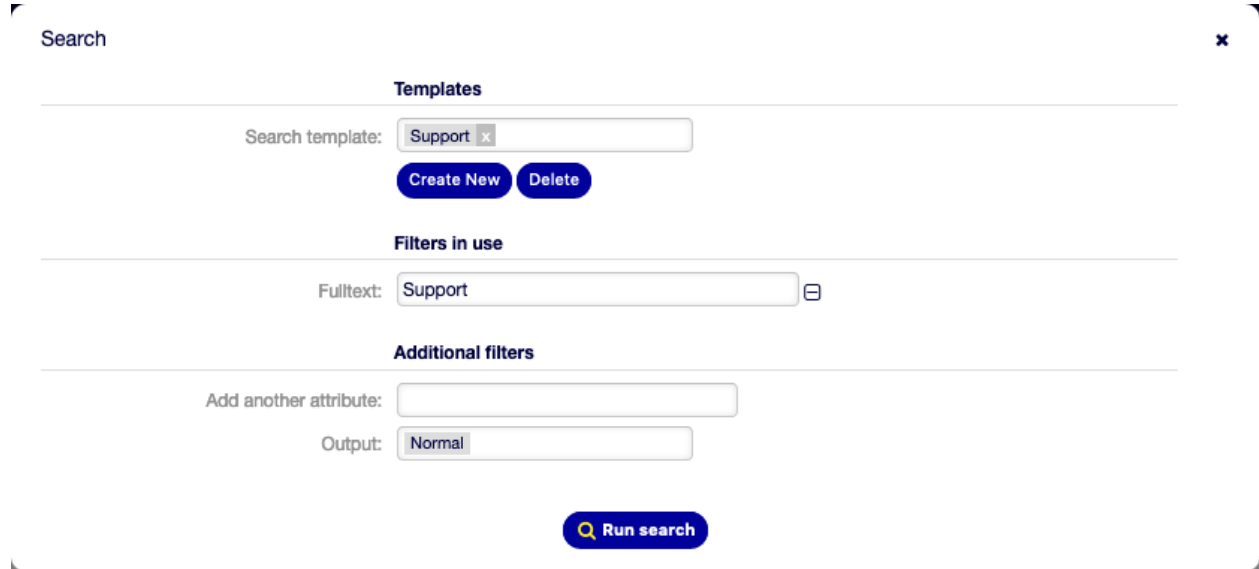 Search
Templates
Search template: Support x
Create New Delete
Filters in use
Fulltext: Support
Additional filters
Add another attribute:
Output: Normal
Run search